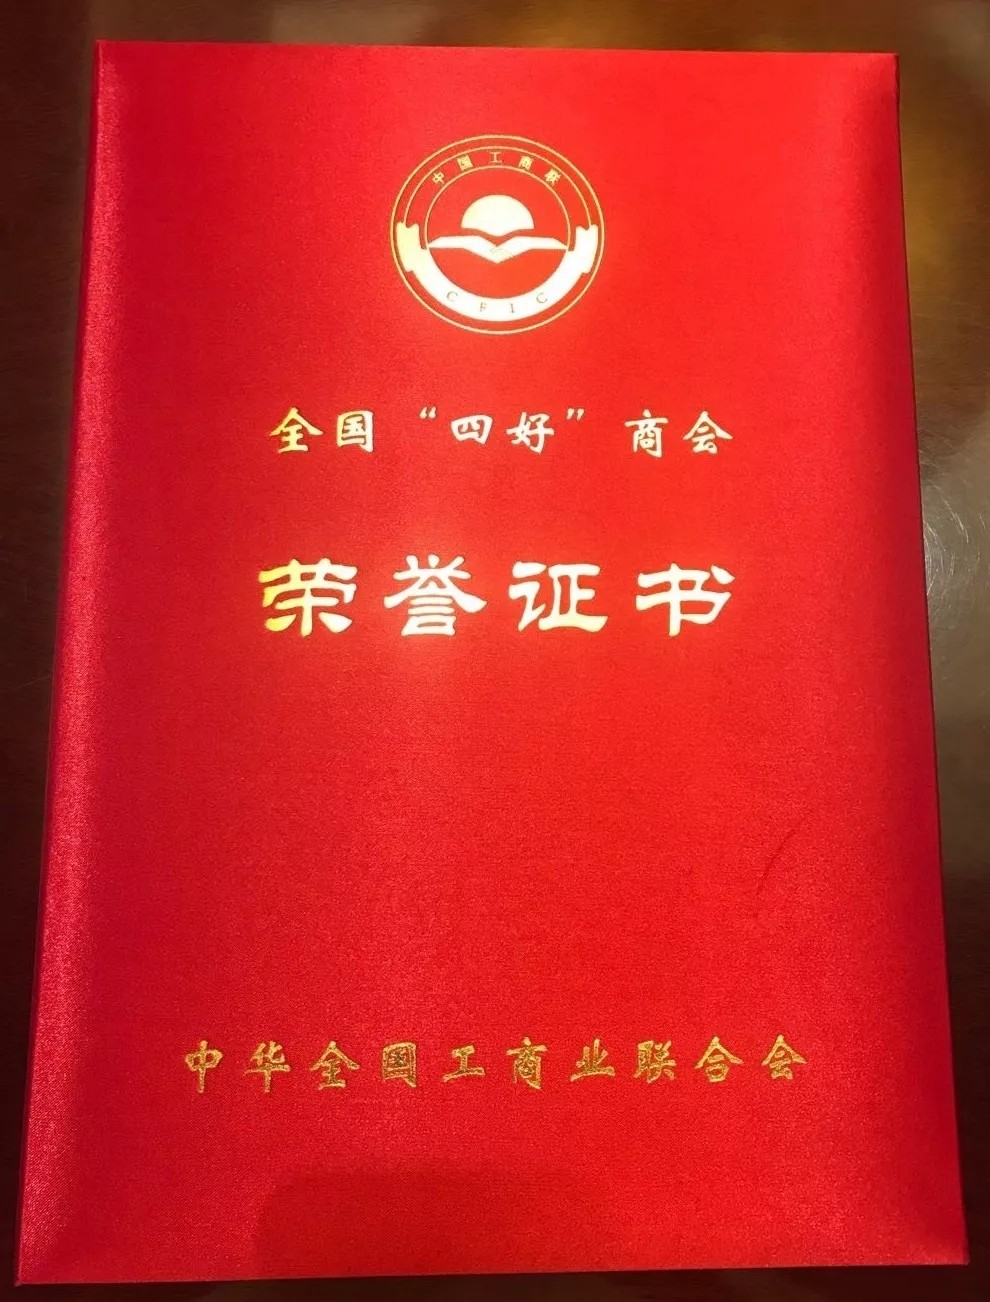 中国工商联
CFIC
全国“四好”商会
荣誉证书
中华全国工商业联合会